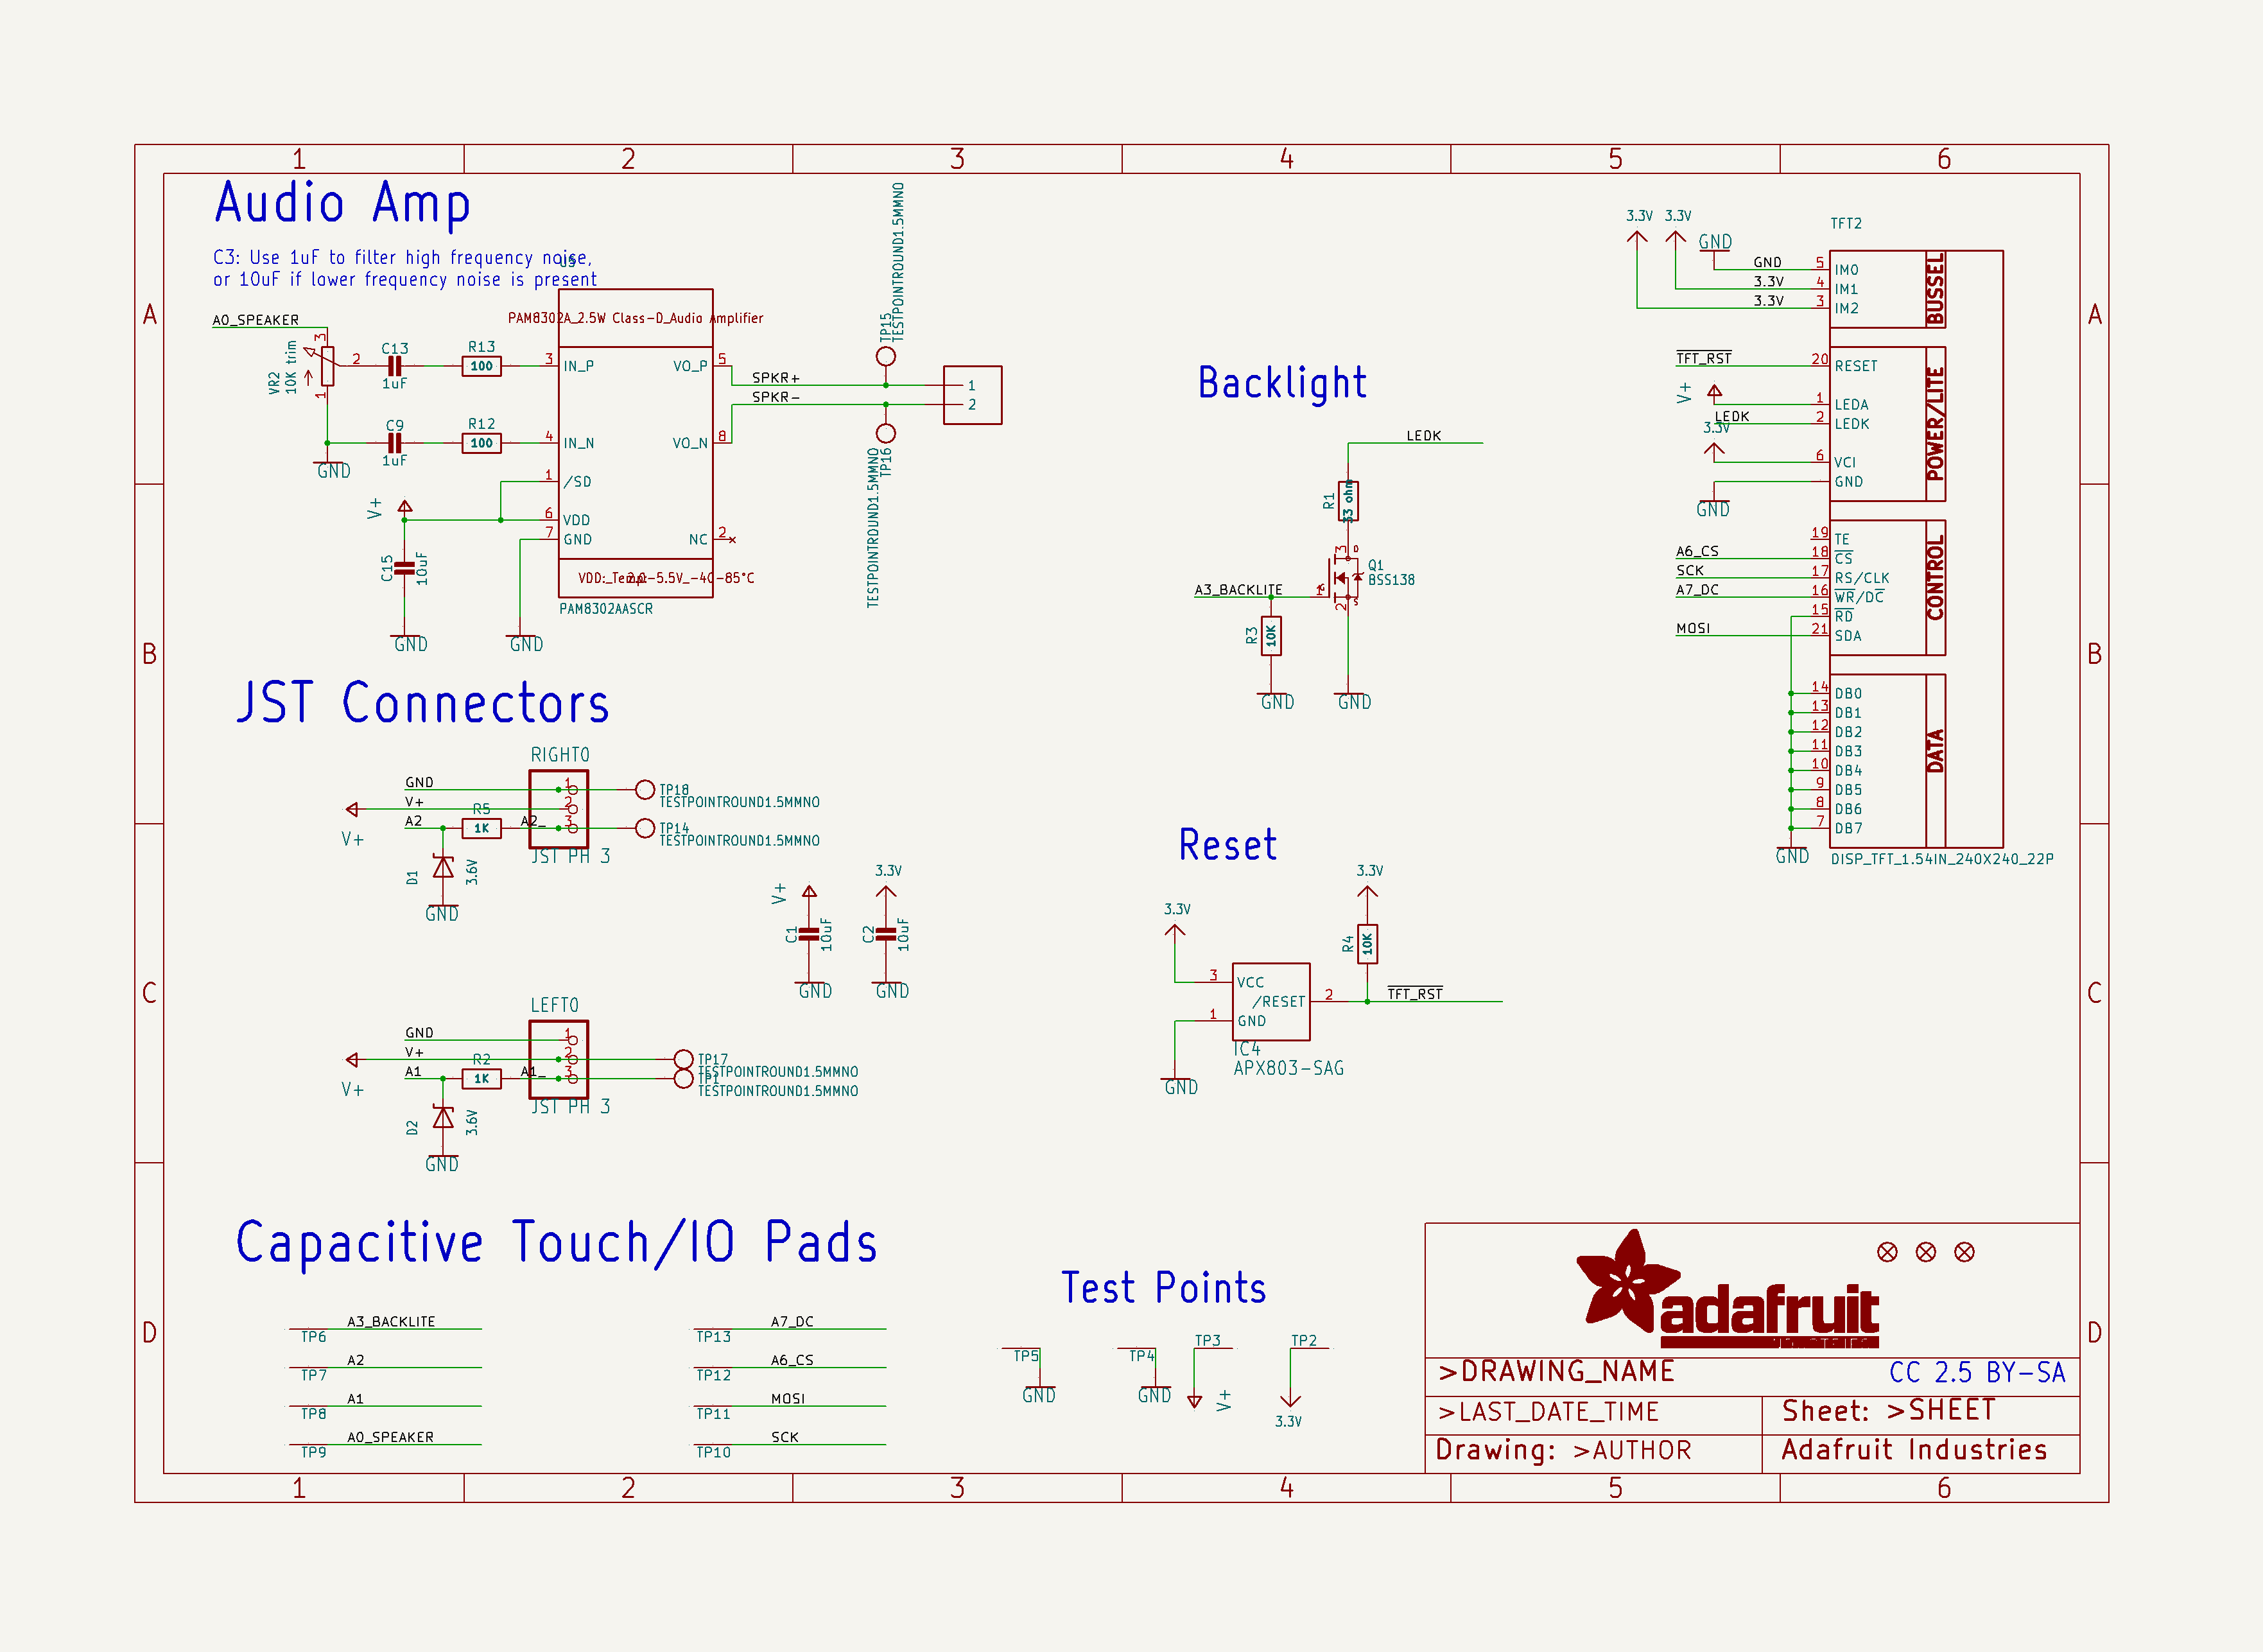 1 2 3 4 5 6
A
B
C
D
Audio Amp
C3: Use 1uF to filter high frequency noise,
or 10uF if lower frequency noise is present
A0_SPEAKER
VR2
10K trim
3
2
1
C13
1uF
R13
100
C9
1uF
R12
100
GND
V+
C15
10uF
GND
GND
PAM8302A_2.5W Class-D_Audio Amplifier
3 IN_P
4 IN_N
1 /SD
6 VDD
7 GND
VO_P 5
VO_N 8
NC 2
PAM8302AASCR
SPKR+
SPKR-
TP15
TESTPOINTROUND1.5MMNO
TP16
TESTPOINTROUND1.5MMNO
1
2
Backlight
LEDK
R1
33 ohm
3
D
Q1
BSS138
A3_BACKLITE
1
G
2
S
R3
10K
GND
GND
TFT2
3.3V 3.3V
GND
GND 5 IM0
3.3V 4 IM1
3.3V 3 IM2
BUSSEL
TFT_RST 20 RESET
V+
1 LEDA
LEDK 2 LEDK
3.3V
6 VCI
GND
GND
POWER/LITE
19 TE
A6_CS 18 CS
SCK 17 RS/CLK
A7_DC 16 WR/DC
15 RD
MOSI 21 SDA
CONTROL
14 DB0
13 DB1
12 DB2
11 DB3
10 DB4
9 DB5
8 DB6
7 DB7
DATA
GND
DISP_TFT_1.54IN_240X240_22P
JST Connectors
RIGHT0
GND
V+
A2
V+
R5
1K
A2_
1
2
3
JST PH 3
TP18
TESTPOINTROUND1.5MMNO
TP14
TESTPOINTROUND1.5MMNO
D1
3.6V
GND
V+
C1
10uF
GND
3.3V
C2
10uF
GND
LEFT0
GND
V+
A1
V+
R2
1K
A1_
1
2
3
JST PH 3
TP17
TESTPOINTROUND1.5MMNO
TP1
TESTPOINTROUND1.5MMNO
D2
3.6V
GND
Reset
3.3V
3.3V
R4
10K
3 VCC
/RESET 2
1 GND
TFT_RST
IC4
APX803-SAG
GND
Capacitive Touch/IO Pads
TP6 A3_BACKLITE
TP7 A2
TP8 A1
TP9 A0_SPEAKER
TP13 A7_DC
TP12 A6_CS
TP11 MOSI
TP10 SCK
Test Points
TP5
GND
TP4
GND
TP3
V+
TP2
3.3V
adafruit
>DRAWING_NAME
CC 2.5 BY-SA
>LAST_DATE_TIME
Sheet: >SHEET
Drawing: >AUTHOR
Adafruit Industries
A
B
C
D
1 2 3 4 5 6